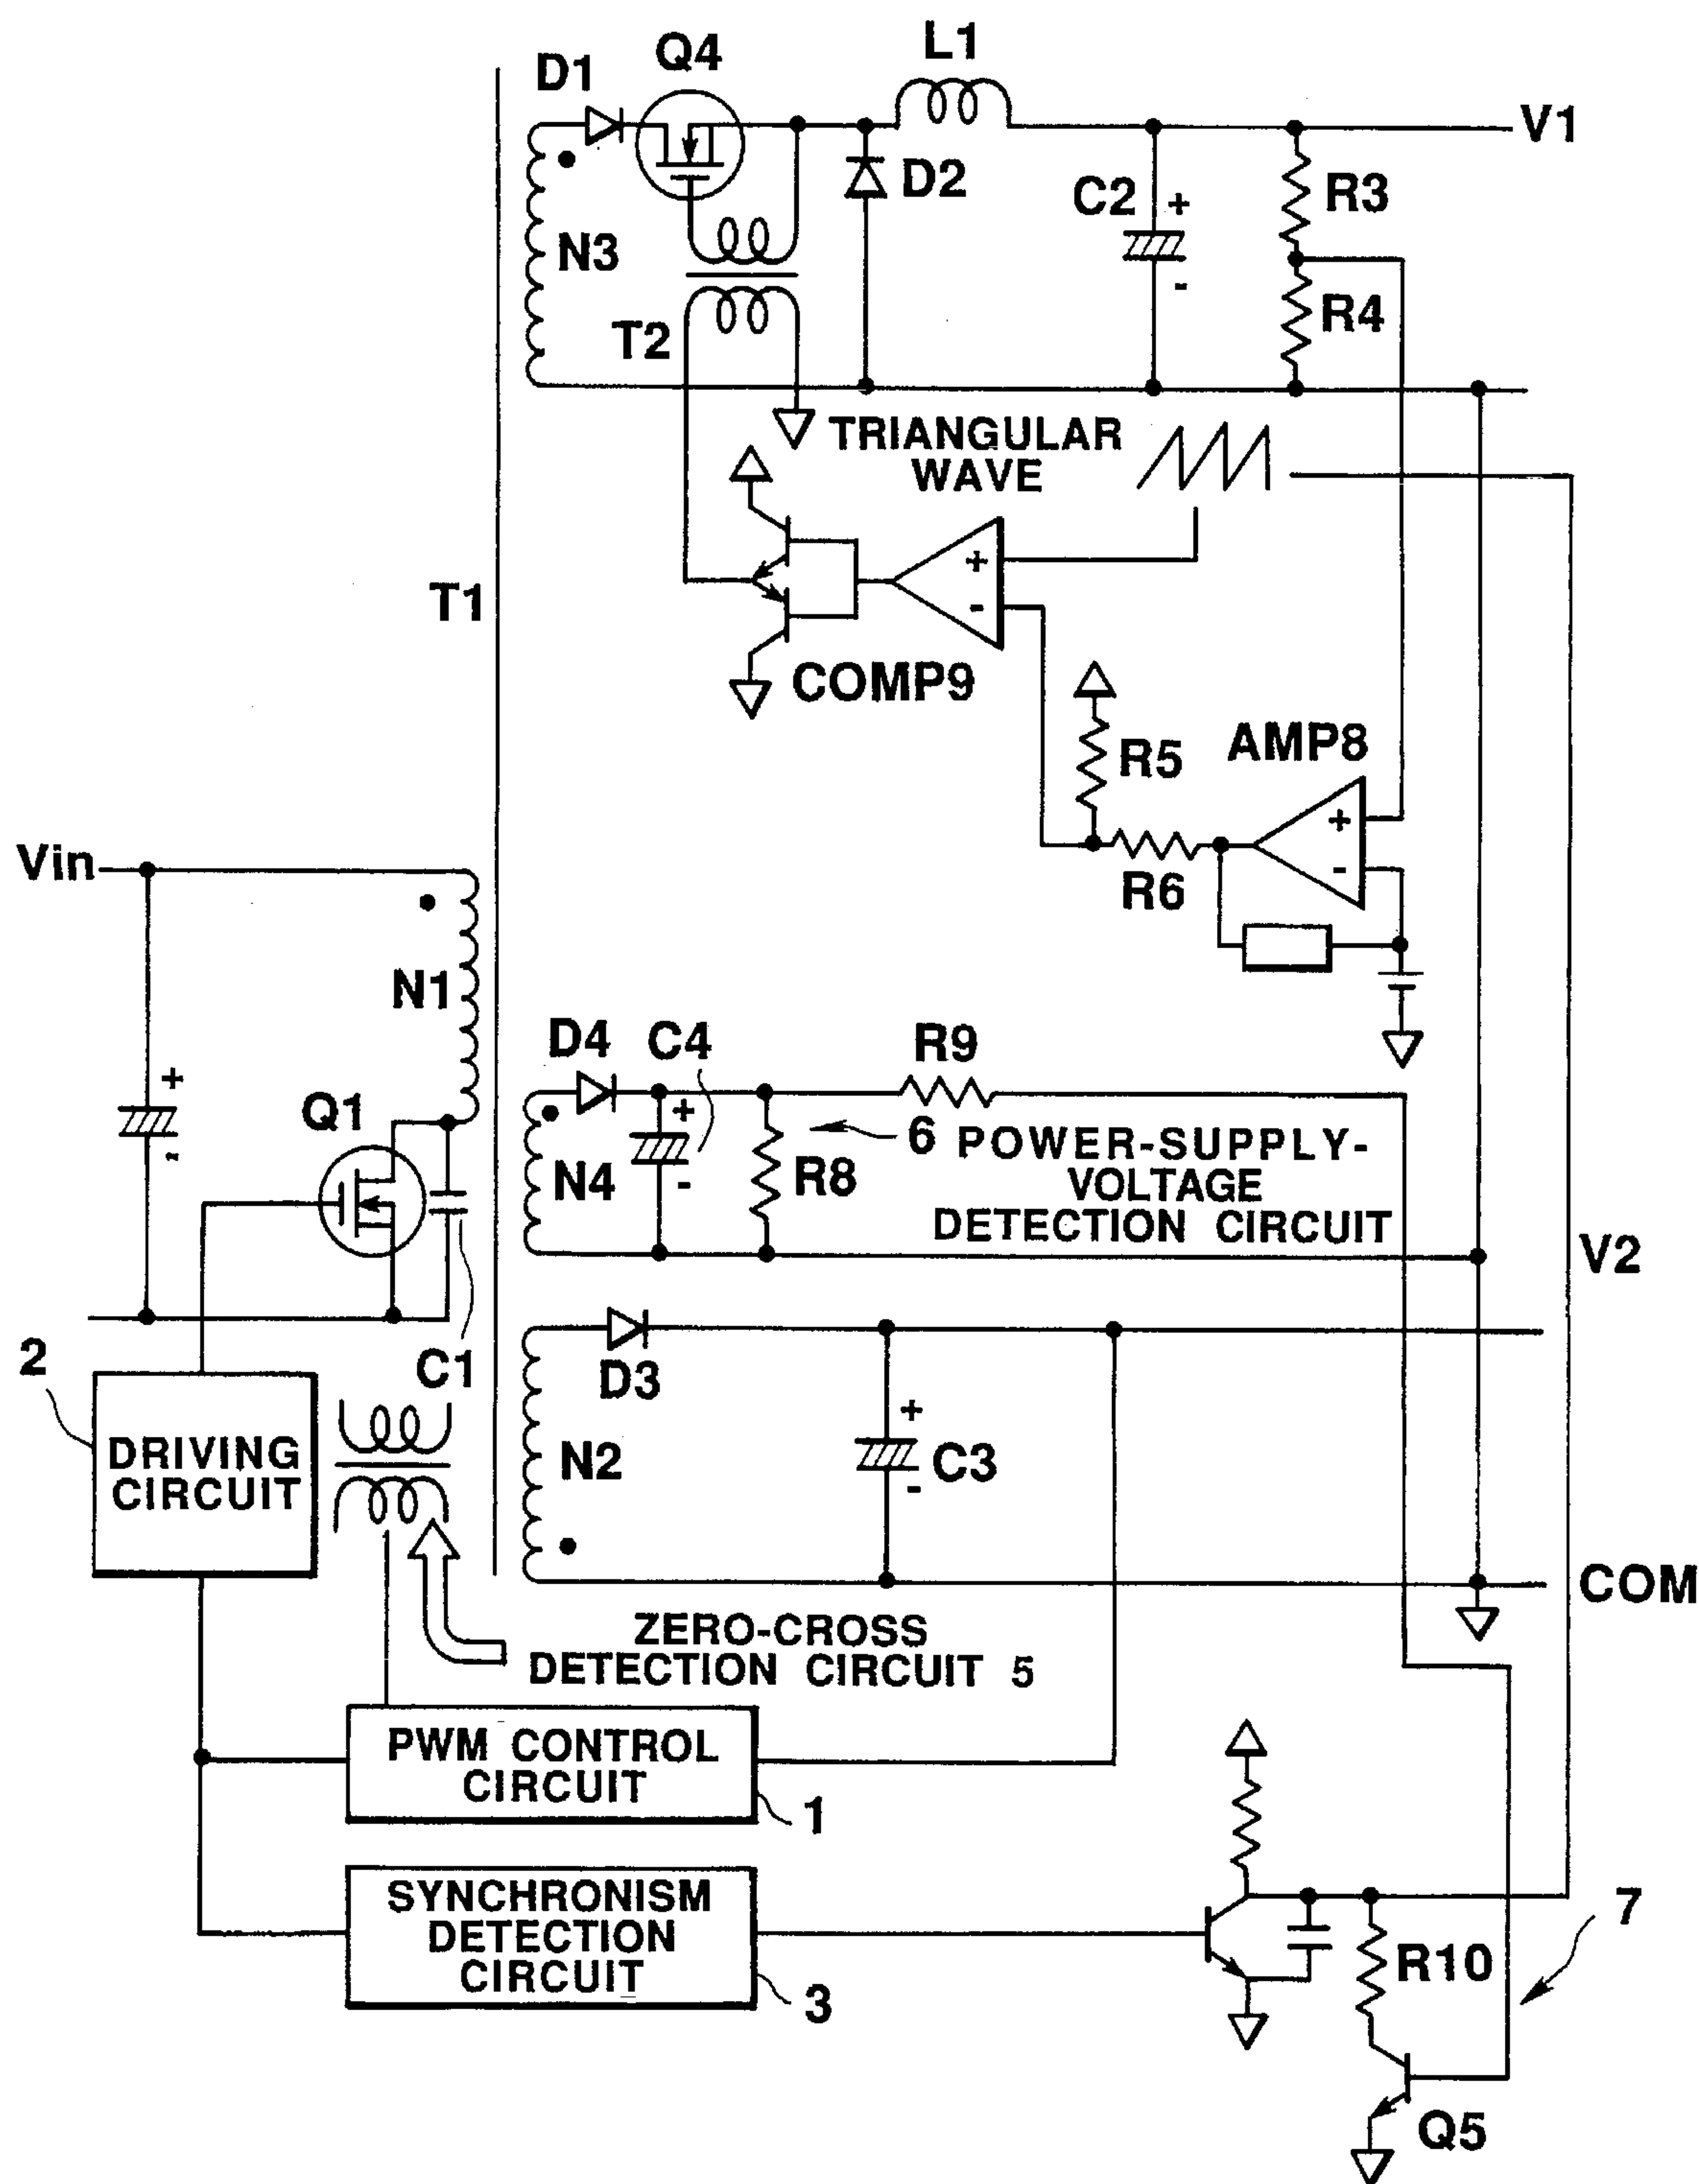 D1
Q4
L1
V1
D2
C2
+
-
R3
N3
R4
T2
TRIANGULAR
WAVE
T1
+
-
COMP9
R5
AMP8
+
-
R6
Vin
N1
+
-
Q1
D4
C4
R9
+
-
6
POWER-SUPPLY-
VOLTAGE
DETECTION CIRCUIT
N4
R8
V2
2
C1
D3
DRIVING
CIRCUIT
N2
+
-
C3
COM
ZERO-CROSS
DETECTION CIRCUIT 5
PWM CONTROL
CIRCUIT
1
SYNCHRONISM
DETECTION
CIRCUIT
3
7
R10
Q5